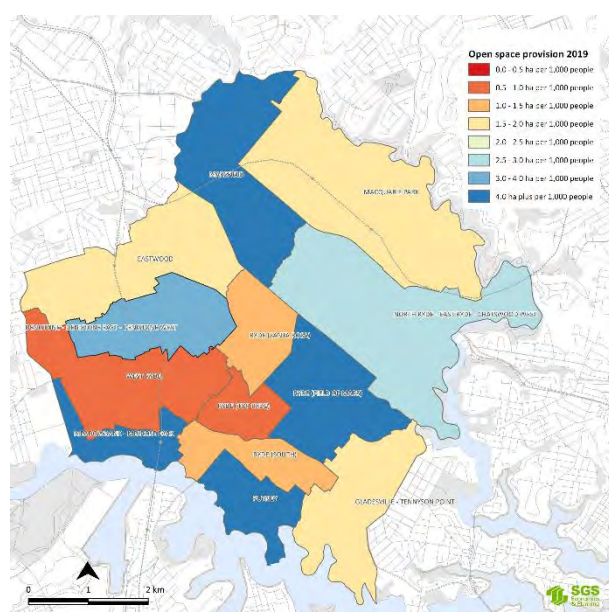 Open space provision 2019
0.0 - 0.5 ha per 1,000 people
0.5 - 1.0 ha per 1,000 people
1.0 - 1.5 ha per 1,000 people
1.5 - 2.0 ha per 1,000 people
2.0 - 2.5 ha per 1,000 people
2.5 - 3.0 ha per 1,000 people
3.0 - 4.0 ha per 1,000 people
4.0 ha plus per 1,000 people
MARSFIELD
MACQUARIE PARK
EASTWOOD
NORTH RYDE - EAST RYDE - CHATSWOOD WEST
WEST RYDE
RYDE (FIELD OF MARS)
RYDE (SOUTH)
PUTNEY
GLADESVILLE - TENNYSON POINT
0 1 2 km
SGS
Economics
& Planning